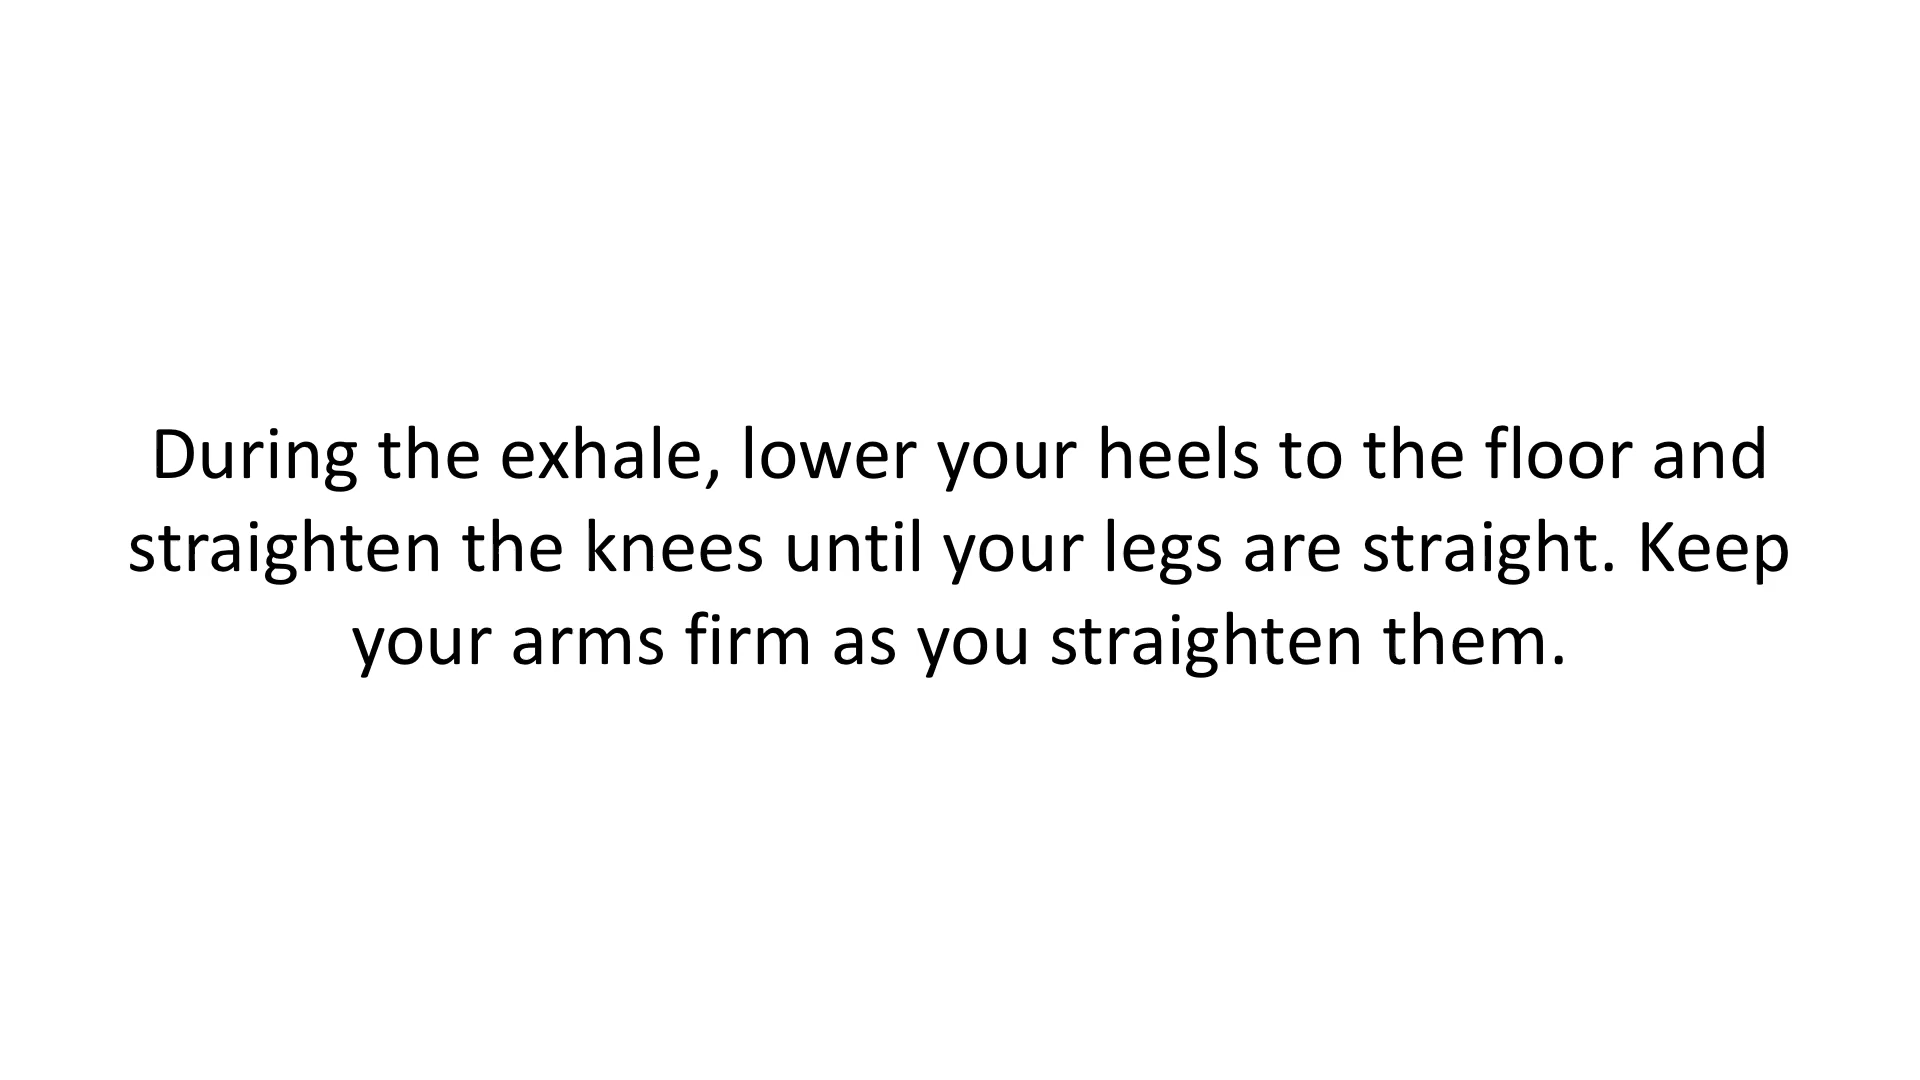 During the exhale, lower your heels to the floor and
straighten the knees until your legs are straight. Keep
your arms firm as you straighten them.